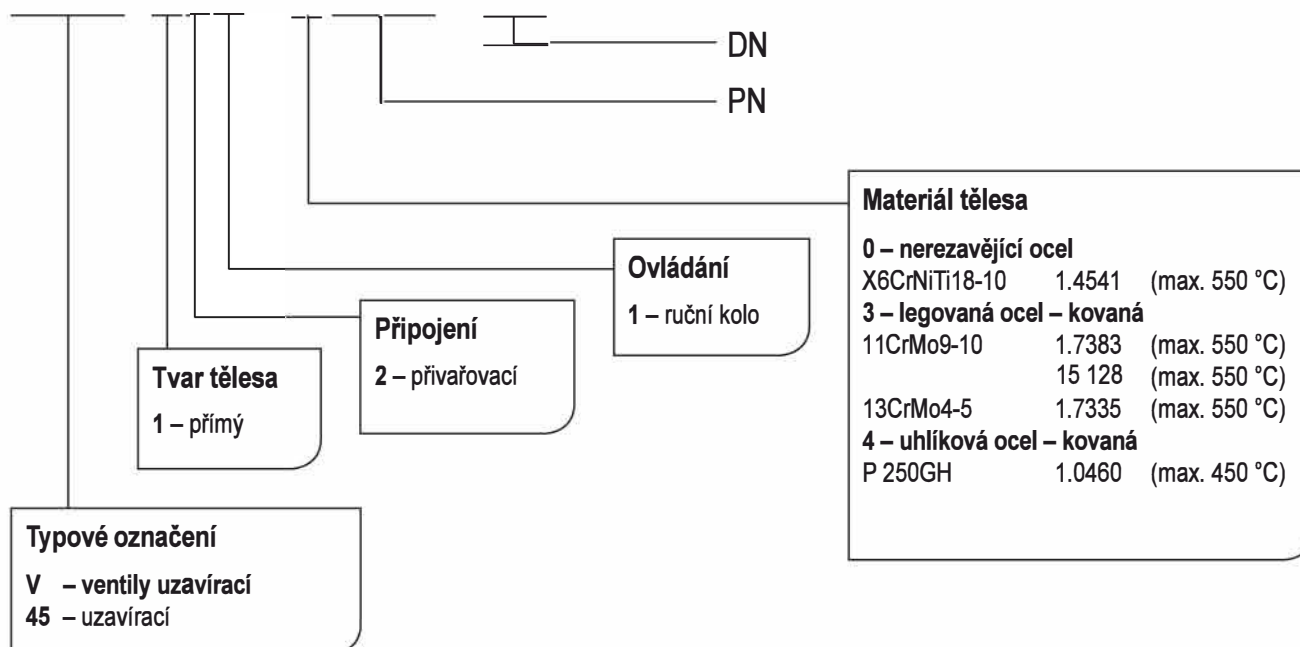 DN
PN
Materiál tělesa
0 – nerezavějící ocel
X6CrNiTi18-10 1.4541 (max. 550 °C)
3 – legovaná ocel – kovaná
11CrMo9-10 1.7383 (max. 550 °C)
15 128 (max. 550 °C)
13CrMo4-5 1.7335 (max. 550 °C)
4 – uhlíková ocel – kovaná
P 250GH 1.0460 (max. 450 °C)
Ovládání
1 – ruční kolo
Připojení
2 – přivařovací
Tvar tělesa
1 – přímý
Typové označení
V – ventily uzavírací
45 – uzavírací